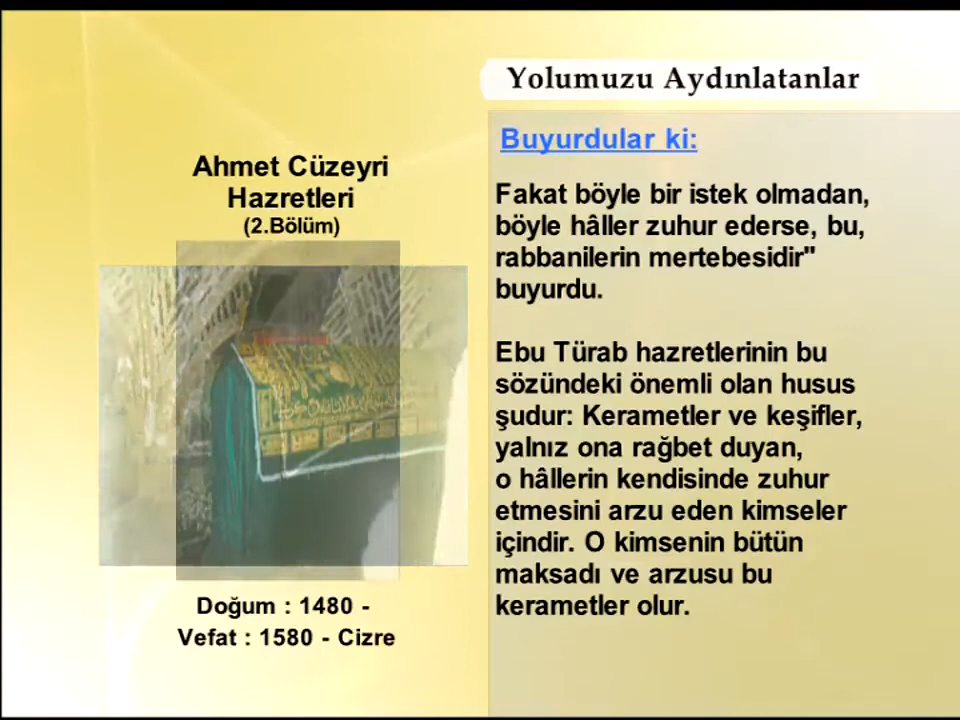 Yolumuzu Aydınlatanlar
Ahmet Cüzeyri
Hazretleri
(2.Bölüm)
Doğum : 1480 -
Vefat : 1580 - Cizre
Buyurdular ki:
Fakat böyle bir istek olmadan,
böyle hâller zuhur ederse, bu,
rabbanilerin mertebesidir"
buyurdu.
Ebu Türab hazretlerinin bu
sözündeki önemli olan husus
şudur: Kerametler ve keşifler,
yalnız ona rağbet duyan,
o hâllerin kendisinde zuhur
etmesini arzu eden kimseler
içindir. O kimsenin bütün
maksadı ve arzusu bu
kerametler olur.